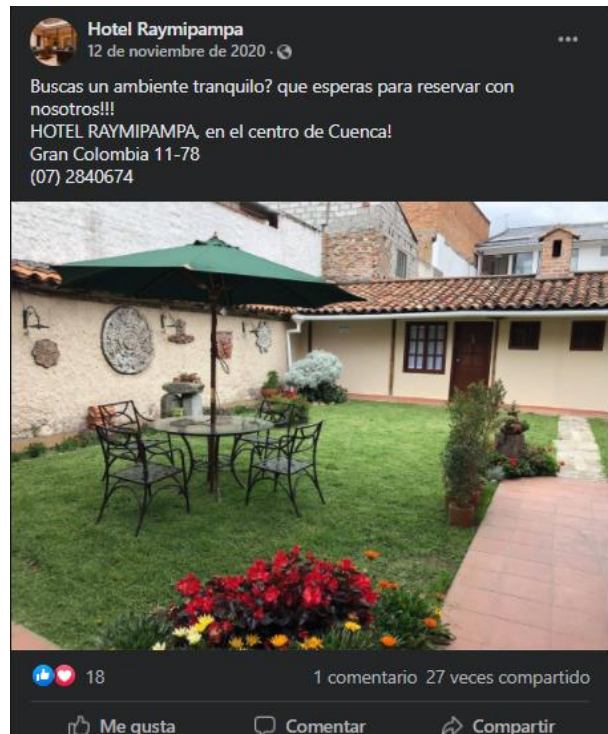 Hotel Raymipampa
12 de noviembre de 2020 ·
Buscas un ambiente tranquilo? que esperas para reservar con
nosotros!!!
HOTEL RAYMIPAMPA, en el centro de Cuenca!
Gran Colombia 11-78
(07) 2840674
18
1 comentario 27 veces compartido
Me gusta
Comentar
Compartir